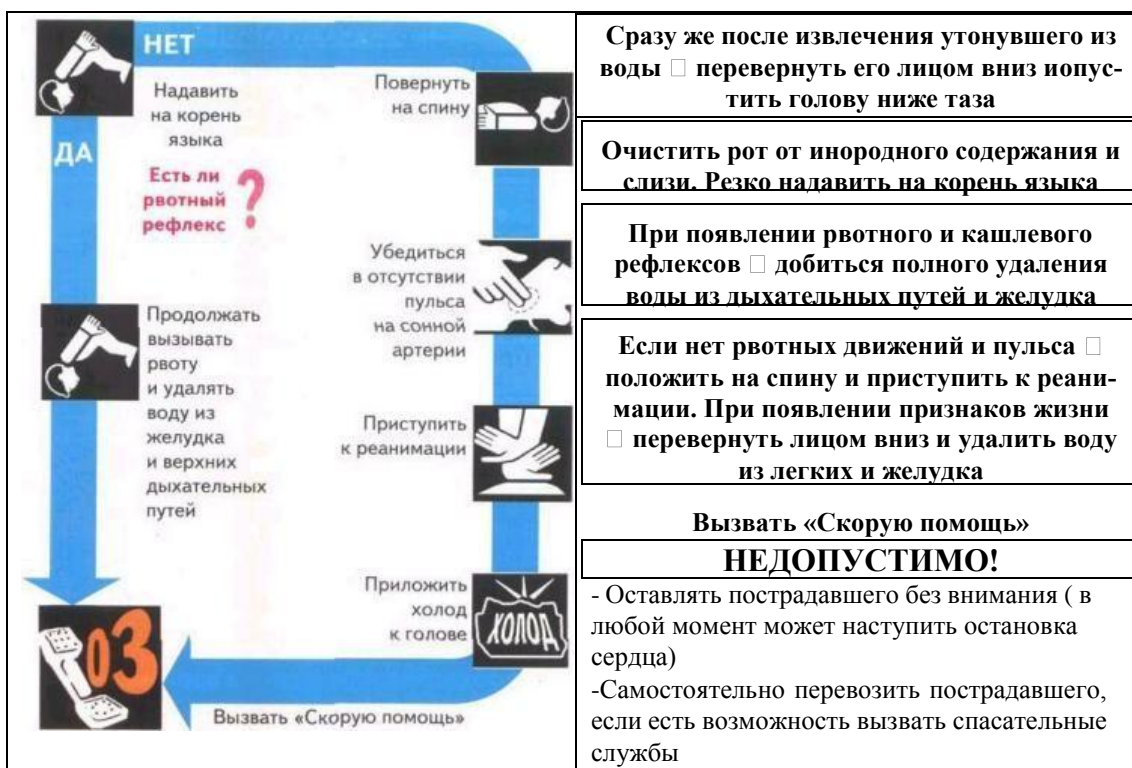 НЕТ
Надавить
на корень
языка
ДА
Есть ли
рвотный
рефлекс ?
Продолжать
вызывать
рвоту
и удалять
воду из
желудка
и верхних
дыхательных
путей
Повернуть
на спину
Убедиться
в отсутствии
пульса
на сонной
артерии
Приступить
к реанимации
Приложить
холод
к голове
ХОЛОД
03
Вызвать «Скорую помощь»
Сразу же после извлечения утонувшего из
воды □ перевернуть его лицом вниз иопус-
тить голову ниже таза
Очистить рот от инородного содержания и
слизи. Резко надавить на корень языка
При появлении рвотного и кашлевого
рефлексов □ добиться полного удаления
воды из дыхательных путей и желудка
Если нет рвотных движений и пульса □
положить на спину и приступить к реани-
мации. При появлении признаков жизни
□ перевернуть лицом вниз и удалить воду
из легких и желудка
Вызвать «Скорую помощь»
НЕДОПУСТИМО!
- Оставлять пострадавшего без внимания ( в
любой момент может наступить остановка
сердца)
-Самостоятельно перевозить пострадавшего,
если есть возможность вызвать спасательные
службы